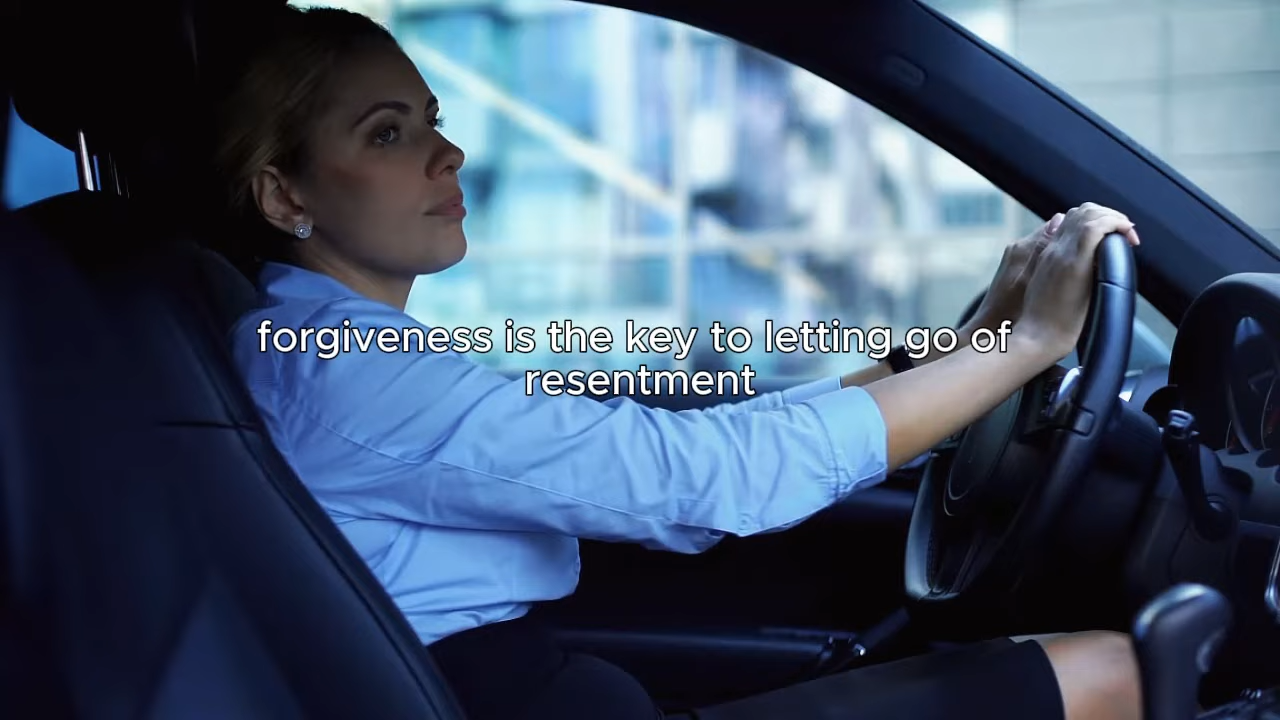 forgiveness is the key to letting go of
resentment